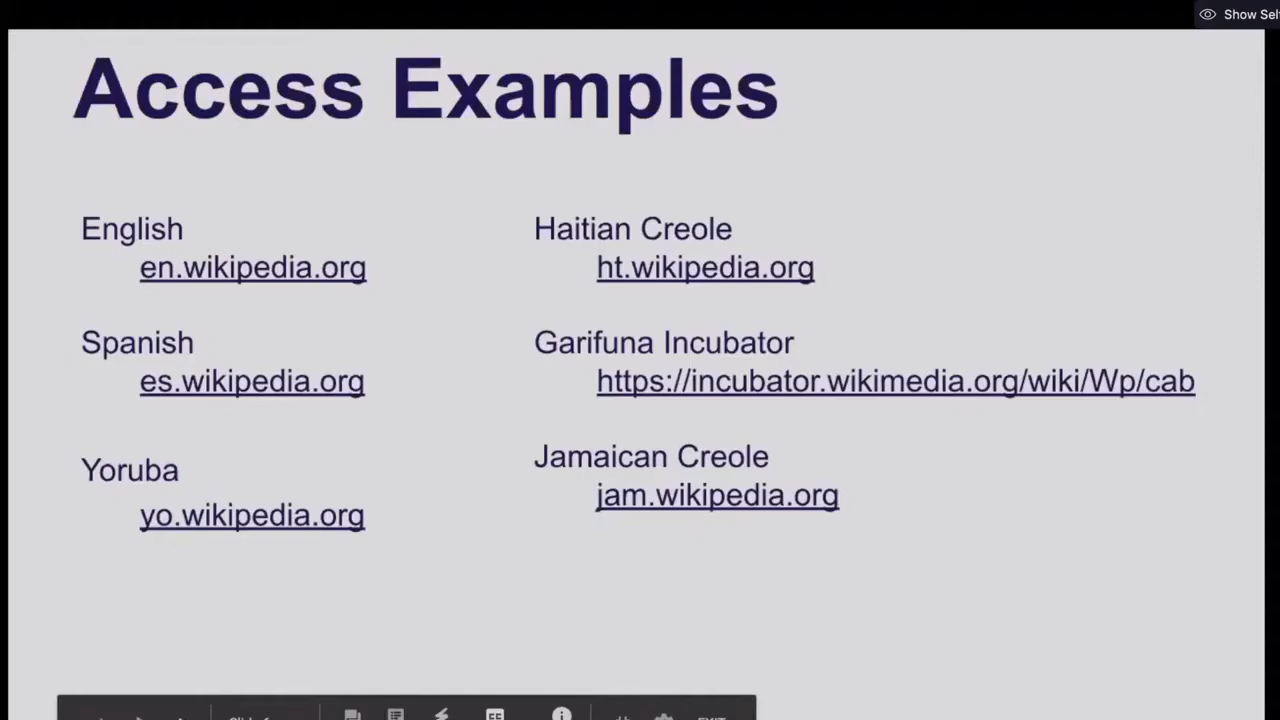 Show Sel
Access Examples
English
en.wikipedia.org
Spanish
es.wikipedia.org
Yoruba
yo.wikipedia.org
Haitian Creole
ht.wikipedia.org
Garifuna Incubator
https://incubator.wikimedia.org/wiki/Wp/cab
Jamaican Creole
jam.wikipedia.org